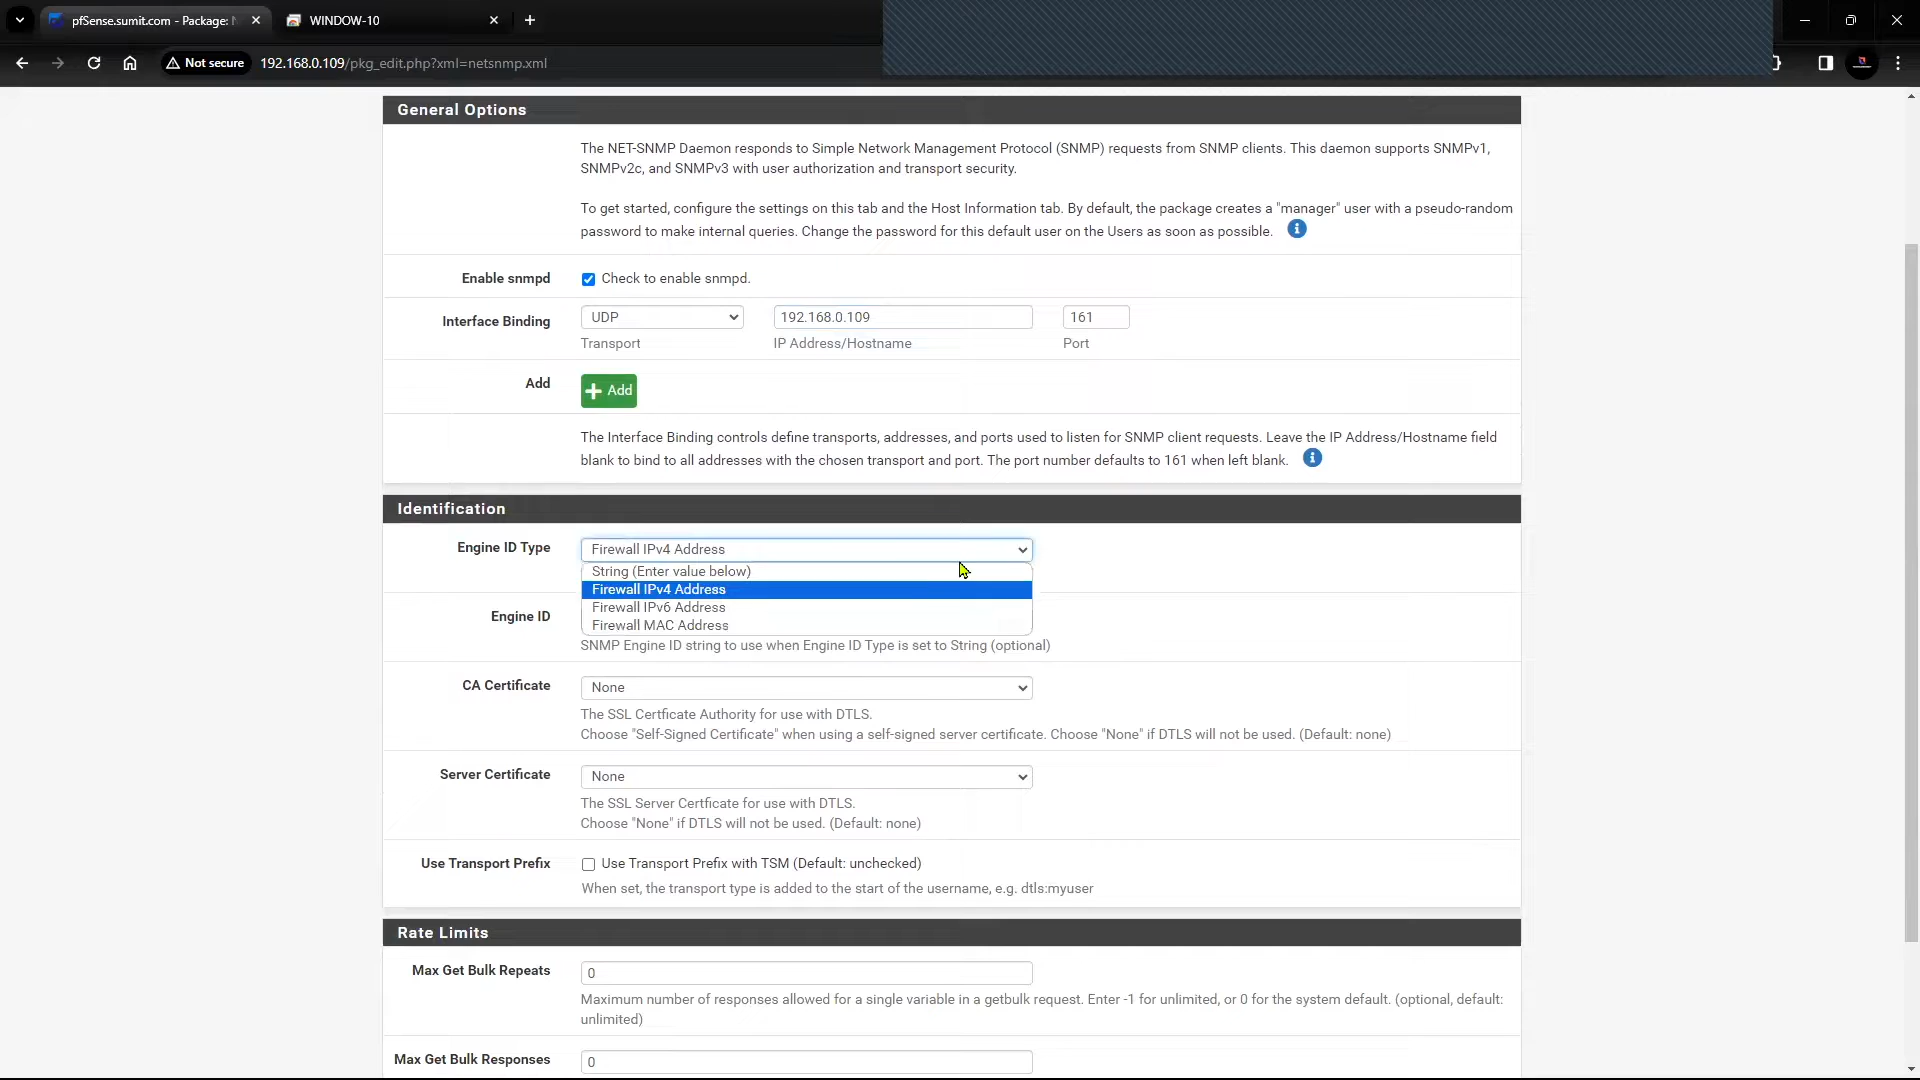 pfSense.sumit.com - Package:
WINDOW-10
Not secure
192.168.0.109/pkg_edit.php?xml=netsnmp.xml
General Options
The NET-SNMP Daemon responds to Simple Network Management Protocol (SNMP) requests from SNMP clients. This daemon supports SNMPv1,
SNMPv2c, and SNMPv3 with user authorization and transport security.
To get started, configure the settings on this tab and the Host Information tab. By default, the package creates a "manager" user with a pseudo-random
password to make internal queries. Change the password for this default user on the Users as soon as possible.
Enable snmpd
Check to enable snmpd.
Interface Binding
UDP
192.168.0.109
161
Transport
IP Address/Hostname
Port
Add
Add
The Interface Binding controls define transports, addresses, and ports used to listen for SNMP client requests. Leave the IP Address/Hostname field
blank to bind to all addresses with the chosen transport and port. The port number defaults to 161 when left blank.
Identification
Engine ID Type
Firewall IPv4 Address
String (Enter value below)
Firewall IPv4 Address
Firewall IPv6 Address
Engine ID
Firewall MAC Address
SNMP Engine ID string to use when Engine ID Type is set to String (optional)
CA Certificate
None
The SSL Certficate Authority for use with DTLS.
Choose "Self-Signed Certificate" when using a self-signed server certificate. Choose "None" if DTLS will not be used. (Default: none)
Server Certificate
None
The SSL Server Certficate for use with DTLS.
Choose "None" if DTLS will not be used. (Default: none)
Use Transport Prefix
Use Transport Prefix with TSM (Default: unchecked)
When set, the transport type is added to the start of the username, e.g. dtls:myuser
Rate Limits
Max Get Bulk Repeats
0
Maximum number of responses allowed for a single variable in a getbulk request. Enter -1 for unlimited, or 0 for the system default. (optional, default:
unlimited)
Max Get Bulk Responses
0